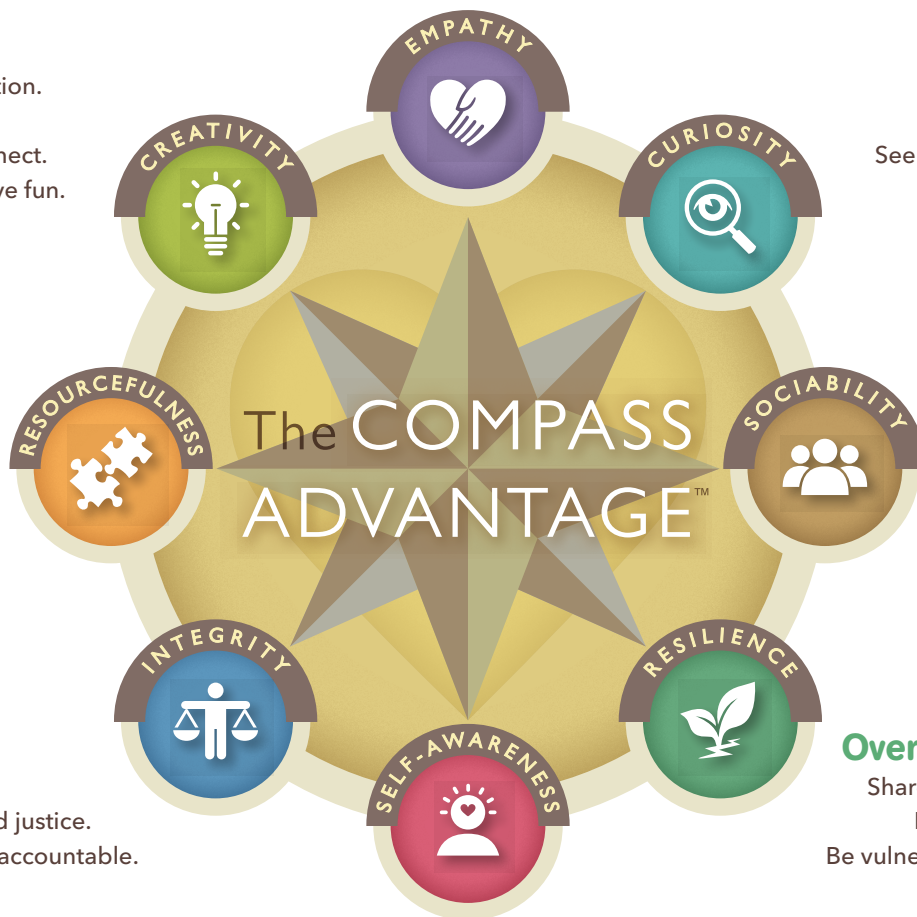 EMPATHY
tion.
CREATIVITY
CURIOSITY
nect.
See
ve fun.
RESOURCEFULNESS
SOCIABILITY
The COMPASS
ADVANTAGE™
INTEGRITY
RESILIENCE
SELF-AWARENESS
Over
Shar
d justice.
accountable.
Be vulne